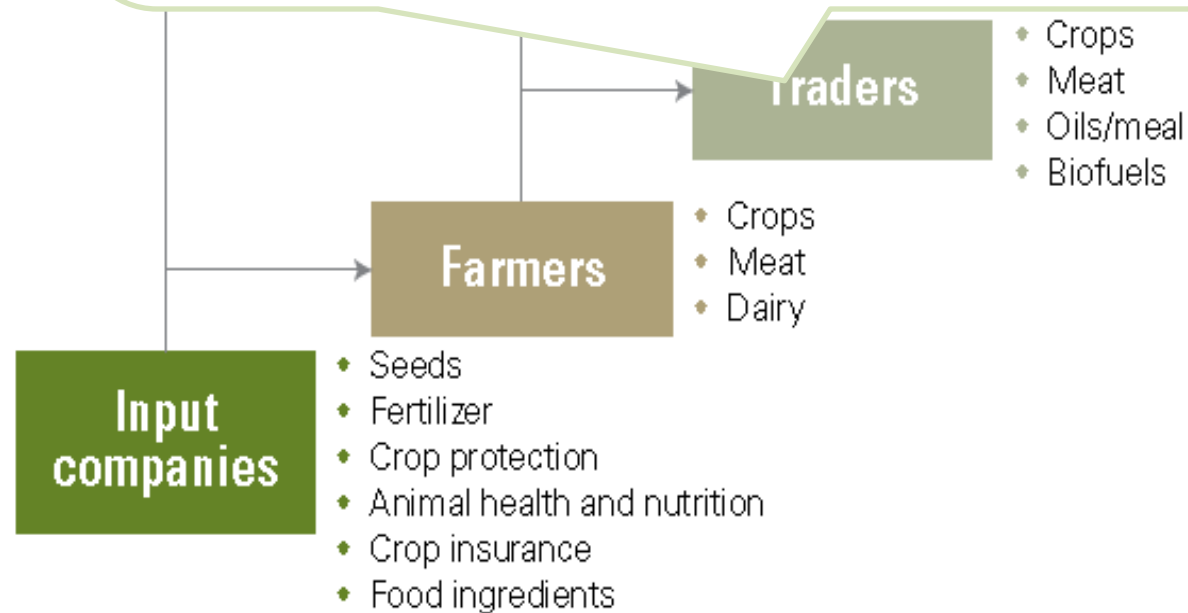 Traders
Crops
Meat
Oils/meal
Biofuels
Farmers
Crops
Meat
Dairy
Input
companies
Seeds
Fertilizer
Crop protection
Animal health and nutrition
Crop insurance
Food ingredients